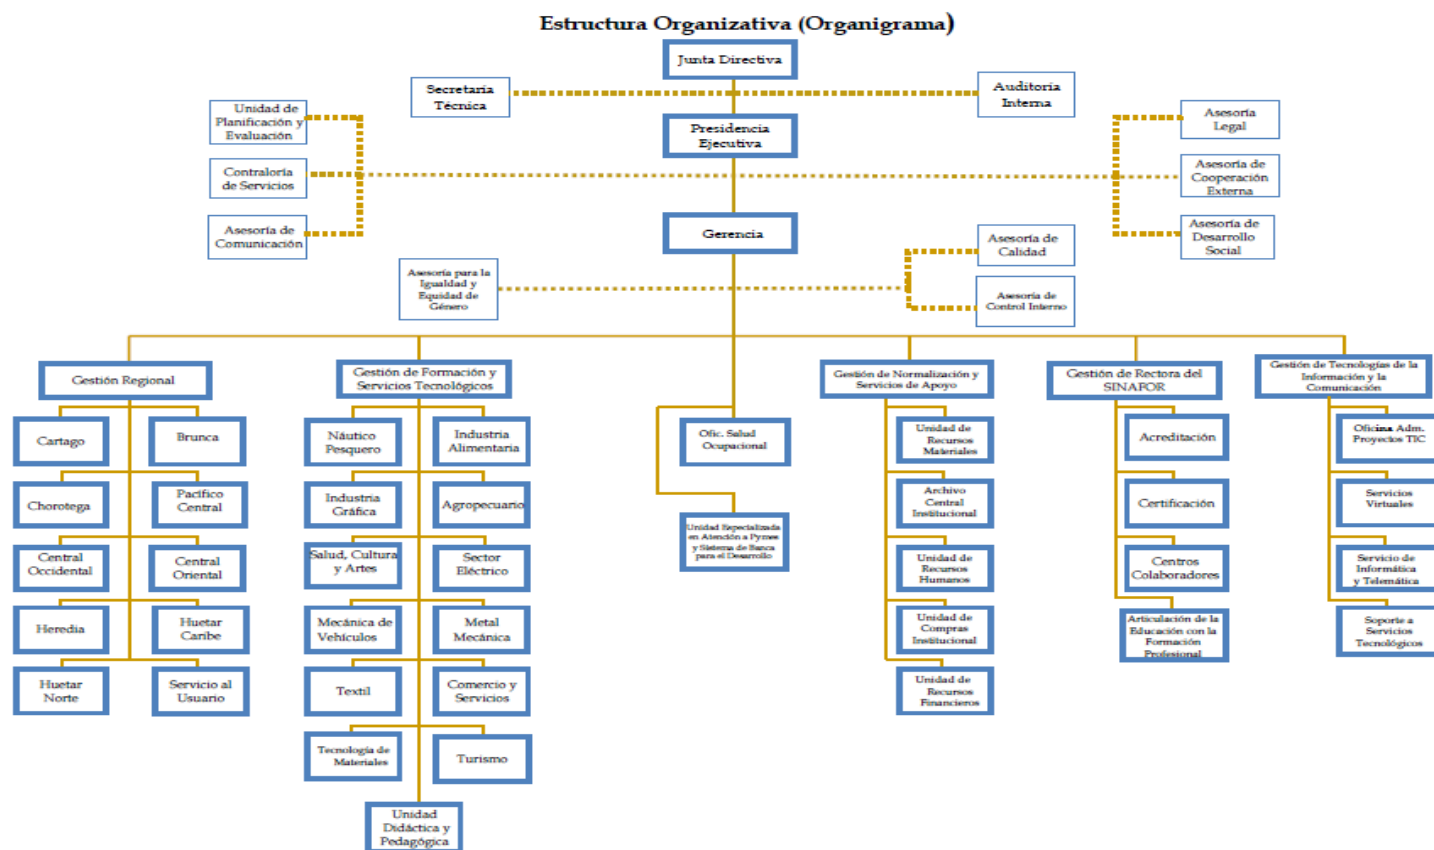 Estructura Organizativa (Organigrama)
Junta Directiva
Secretaría
Técnica
Auditoría
Interna
Unidad de
Planificación y
Evaluación
Presidencia
Ejecutiva
Asesoría
Legal
Contraloría
de Servicios
Asesoría de
Cooperación
Externa
Asesoría de
Comunicación
Gerencia
Asesoría de
Desarrollo
Social
Asesoría de
Calidad
Asesoría para la
Igualdad y
Equidad de
Género
Asesoría de
Control Interno
Gestión Regional
Gestión de Formación y
Servicios Tecnológicos
Gestión de Normalización y
Servicios de Apoyo
Gestión de Rectora del
SINAFOR
Gestión de Tecnologías de la
Información y la
Comunicación
Cartago
Brunca
Chorotega
Pacífico
Central
Central
Occidental
Central
Oriental
Heredia
Huetar
Caribe
Huetar
Norte
Servicio al
Usuario
Náutico
Pesquero
Industria
Alimentaria
Industria
Gráfica
Agropecuario
Salud, Cultura
y Artes
Sector
Eléctrico
Mecánica de
Vehículos
Metal
Mecánica
Textil
Comercio y
Servicios
Tecnología de
Materiales
Turismo
Unidad
Didáctica y
Pedagógica
Ofic. Salud
Ocupacional
Unidad Especializada
en Atención a Pymes
y Sistema de Banca
para el Desarrollo
Unidad de
Recursos
Materiales
Archivo
Central
Institucional
Unidad de
Recursos
Humanos
Unidad de
Compras
Institucional
Unidad de
Recursos
Financieros
Acreditación
Certificación
Centros
Colaboradores
Articulación de la
Educación con la
Formación
Profesional
Oficina Adm.
Proyectos TIC
Servicios
Virtuales
Servicio de
Informática
y Telemática
Soporte a
Servicios
Tecnológicos